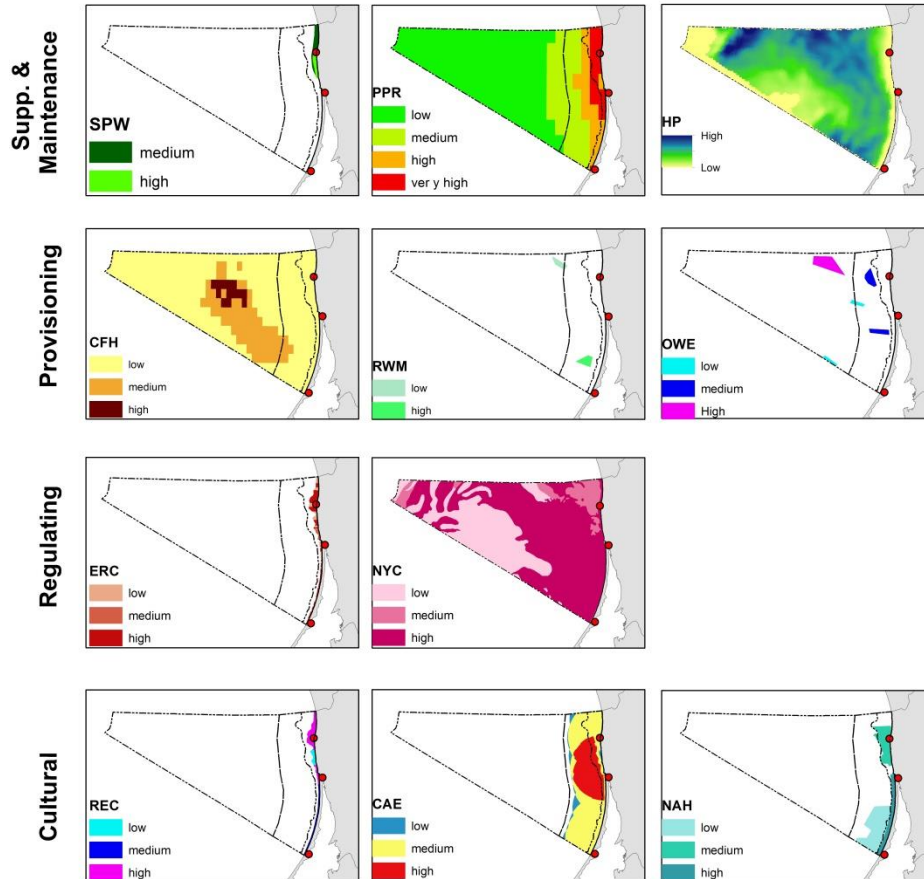 Supp. &
Maintenance
SPW
medium
high
PPR
low
medium
high
ver y high
HP
High
Low
Provisioning
CFH
low
medium
high
RWM
low
high
OWE
low
medium
High
Regulating
ERC
low
medium
high
NYC
low
medium
high
Cultural
REC
low
medium
high
CAE
low
medium
high
NAH
low
medium
high